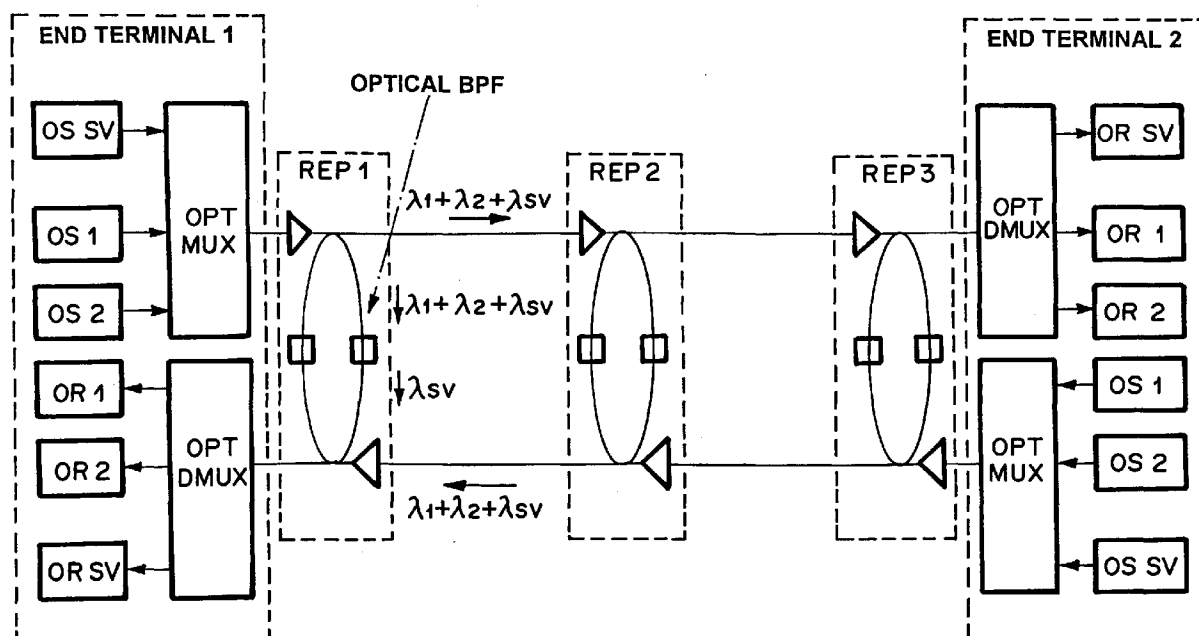 END TERMINAL 1
OS SV
OS 1
OS 2
OPT
MUX
OR 1
OR 2
OR SV
OPT
DMUX
OPTICAL BPF
REP 1
λ1+λ2+λSV
λ1+λ2+λSV
λSV
λ1+λ2+λSV
REP 2
REP 3
END TERMINAL 2
OPT
DMUX
OR SV
OR 1
OR 2
OPT
MUX
OS 1
OS 2
OS SV